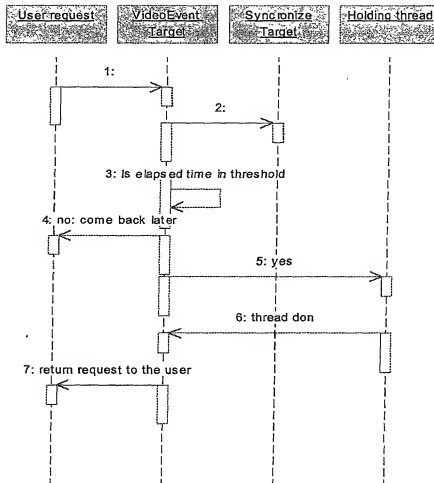 User request
VideoEvent
Target
Syncronize
Target
Holding thread
1:
2:
3: Is elapsed time in threshold
4: no: come back later
5: yes
6: thread don
7: return request to the user